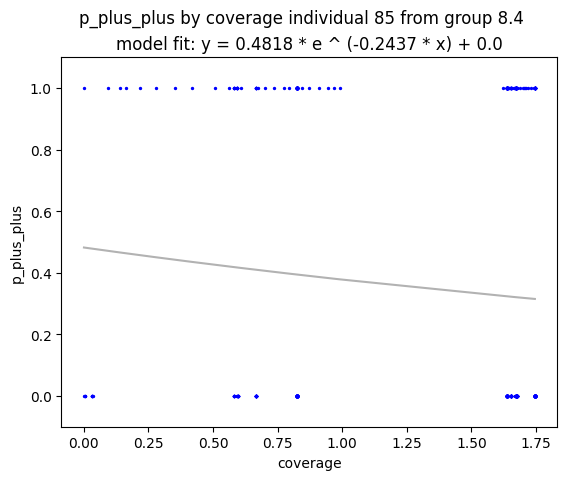 p_plus_plus by coverage individual 85 from group 8.4
model fit: y = 0.4818 * e ^ (-0.2437 * x) + 0.0
1.0
0.8
0.6
0.4
0.2
0.0
p_plus_plus
0.00 0.25 0.50 0.75 1.00 1.25 1.50 1.75
coverage